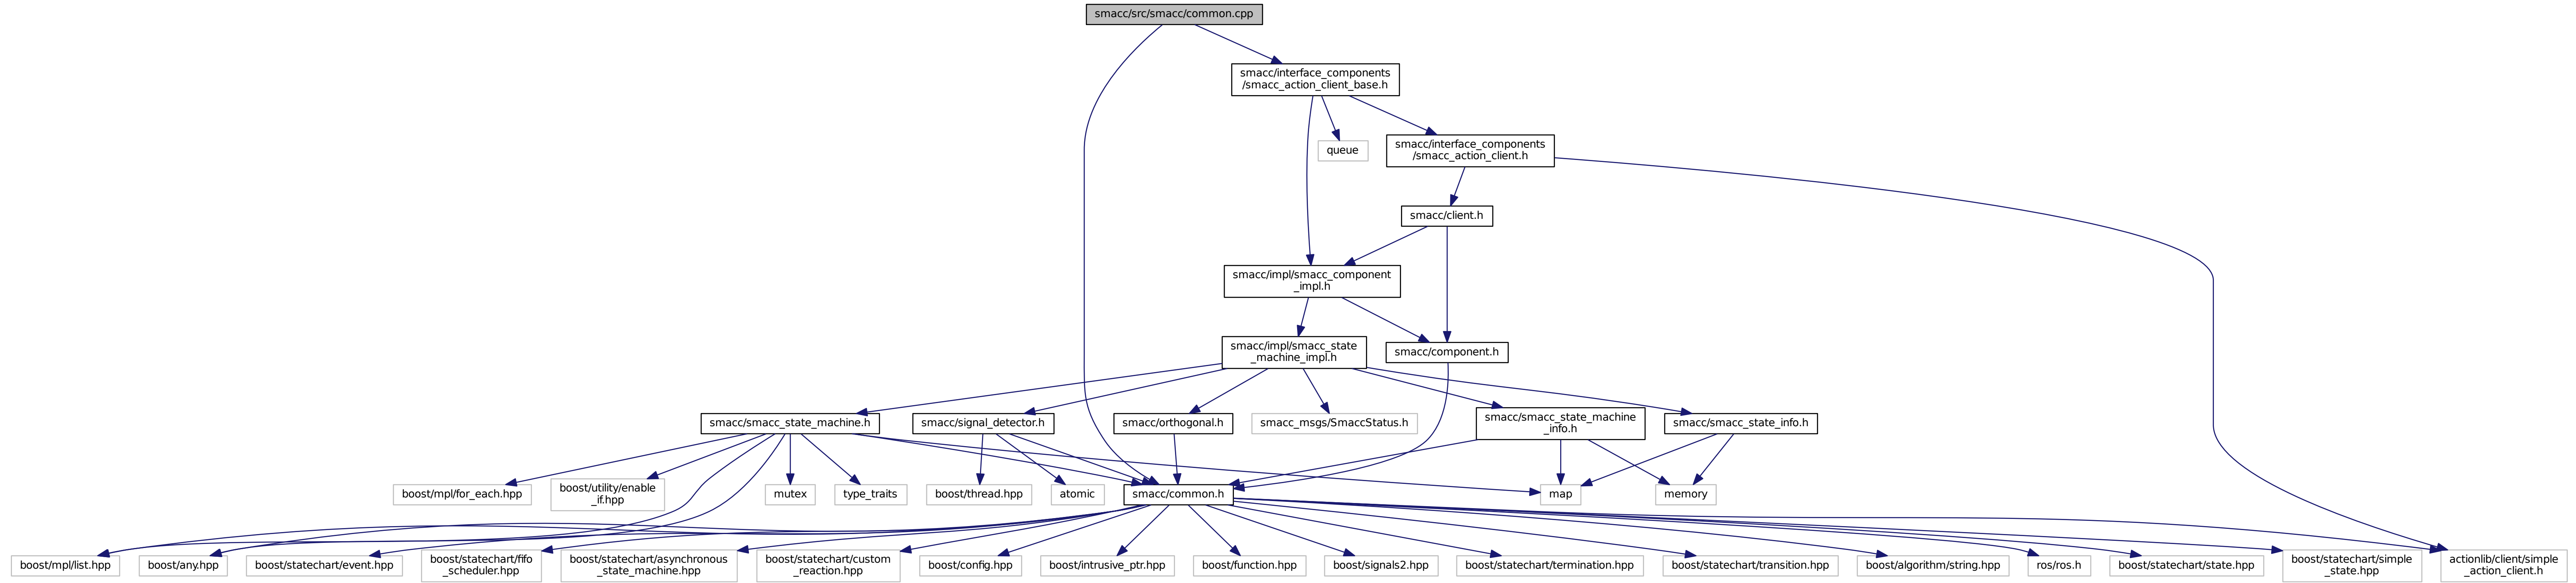 smacc/src/smacc/common.cpp
smacc/interface_components
/smacc_action_client_base.h
queue
smacc/interface_components
/smacc_action_client.h
smacc/client.h
smacc/impl/smacc_component
_impl.h
smacc/impl/smacc_state
_machine_impl.h
smacc/component.h
smacc/smacc_state_machine.h
smacc/signal_detector.h
smacc/orthogonal.h
smacc_msgs/SmaccStatus.h
smacc/smacc_state_machine
_info.h
smacc/smacc_state_info.h
boost/mpl/for_each.hpp
boost/utility/enable
_if.hpp
mutex
type_traits
boost/thread.hpp
atomic
smacc/common.h
map
memory
boost/mpl/list.hpp
boost/any.hpp
boost/statechart/event.hpp
boost/statechart/fifo
_scheduler.hpp
boost/statechart/asynchronous
_state_machine.hpp
boost/statechart/custom
_reaction.hpp
boost/config.hpp
boost/intrusive_ptr.hpp
boost/function.hpp
boost/signals2.hpp
boost/statechart/termination.hpp
boost/statechart/transition.hpp
boost/algorithm/string.hpp
ros/ros.h
boost/statechart/state.hpp
boost/statechart/simple
_state.hpp
actionlib/client/simple
_action_client.h